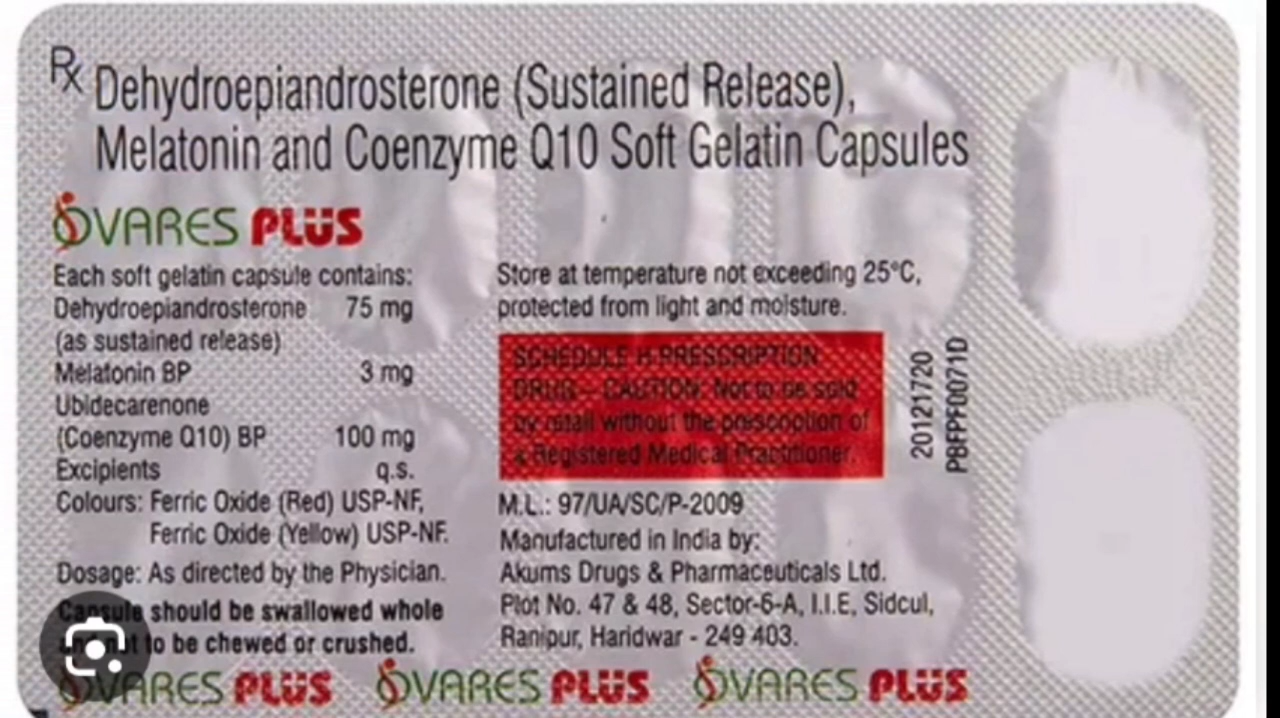 Rx Dehydroepiandrosterone (Sustained Release),
Melatonin and Coenzyme Q10 Soft Gelatin Capsules
OVARES PLUS
Each soft gelatin capsule contains:
Dehydroepiandrosterone 75 mg
(as sustained release)
Melatonin BP 3 mg
Ubidecarenone
(Coenzyme Q10) BP 100 mg
Excipients q.s.
Colours: Ferric Oxide (Red) USP-NF,
Ferric Oxide (Yellow) USP-NF.
Dosage: As directed by the Physician.
Capsule should be swallowed whole
and not to be chewed or crushed.
Store at temperature not exceeding 25°C,
protected from light and moisture.
SCHEDULE H PRESCRIPTION
DRUG – CAUTION: Not to be sold
by retail without the prescription of
a Registered Medical Practitioner.
M.L.: 97/UA/SC/P-2009
Manufactured in India by:
Akums Drugs & Pharmaceuticals Ltd.
Plot No. 47 & 48, Sector-6-A, I.I.E, Sidcul,
Ranipur, Haridwar - 249 403.
20121720
PBFPF0071D
OVARES PLUS OVARES PLUS OVARES PLUS